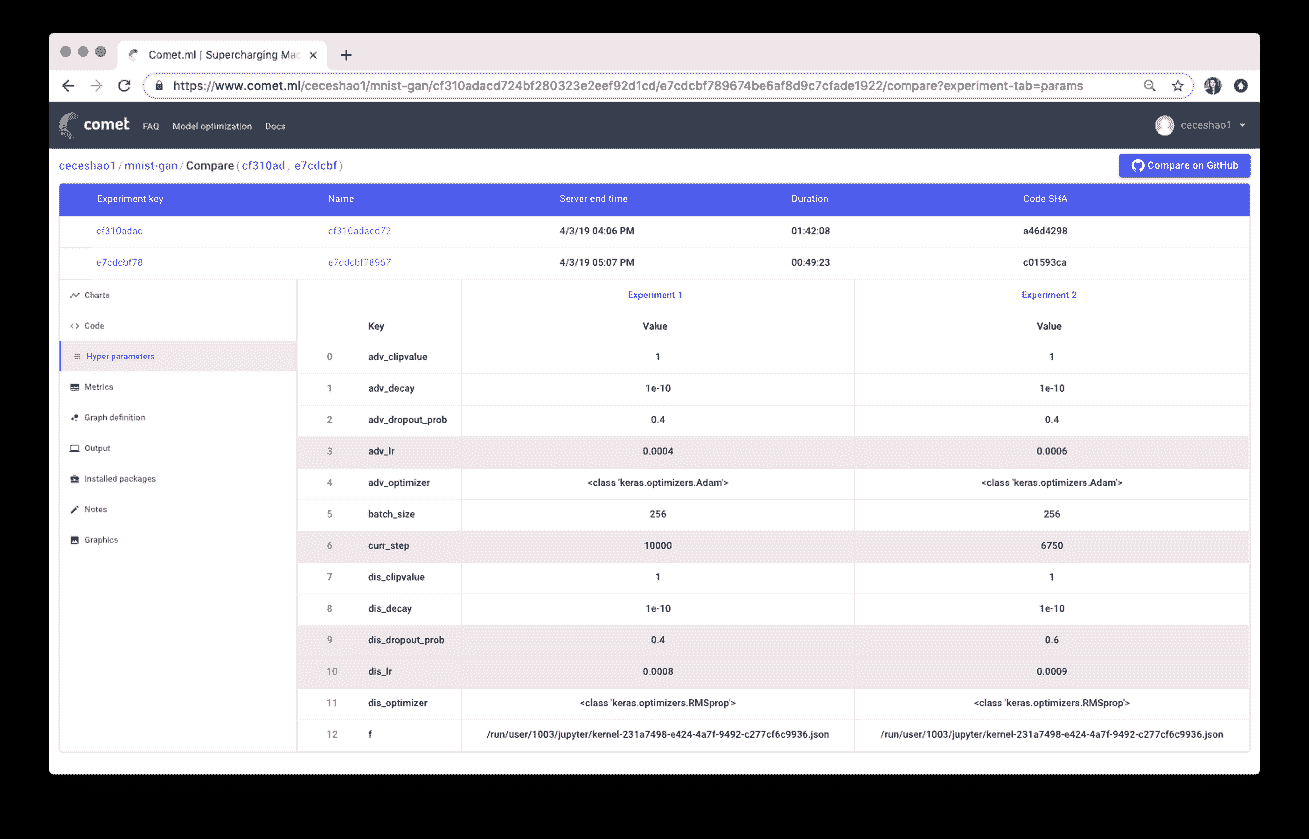 Comet.ml | Supercharging Mac
https://www.comet.ml/ceceshao1/mnist-gan/cf310adacd724bf280323e2eef92d1cd/e7cdcbf789674be6af8d9c7cfade1922/compare?experiment-tab=params
comet FAQ Model optimization Docs ceceshao1
ceceshao1 / mnist-gan / Compare ( cf310ad , e7cdcbf ) Compare on GitHub
Experiment key Name Server end time Duration Code SHA
cf310adac cf310adacd72 4/3/19 04:06 PM 01:42:08 a46d4298
e7cdcbf78 e7cdcbf78967 4/3/19 05:07 PM 00:49:23 c01593ca
Charts Experiment 1 Experiment 2
Code Key Value Value
Hyper parameters 0 adv_clipvalue 1 1
Metrics 1 adv_decay 1e-10 1e-10
Graph definition 2 adv_dropout_prob 0.4 0.4
Output 3 adv_lr 0.0004 0.0006
Installed packages 4 adv_optimizer <class 'keras.optimizers.Adam'> <class 'keras.optimizers.Adam'>
Notes 5 batch_size 256 256
Graphics 6 curr_step 10000 6750
7 dis_clipvalue 1 1
8 dis_decay 1e-10 1e-10
9 dis_dropout_prob 0.4 0.6
10 dis_lr 0.0008 0.0009
11 dis_optimizer <class 'keras.optimizers.RMSprop'> <class 'keras.optimizers.RMSprop'>
12 f /run/user/1003/jupyter/kernel-231a7498-e424-4a7f-9492-c277cf6c9936.json /run/user/1003/jupyter/kernel-231a7498-e424-4a7f-9492-c277cf6c9936.json